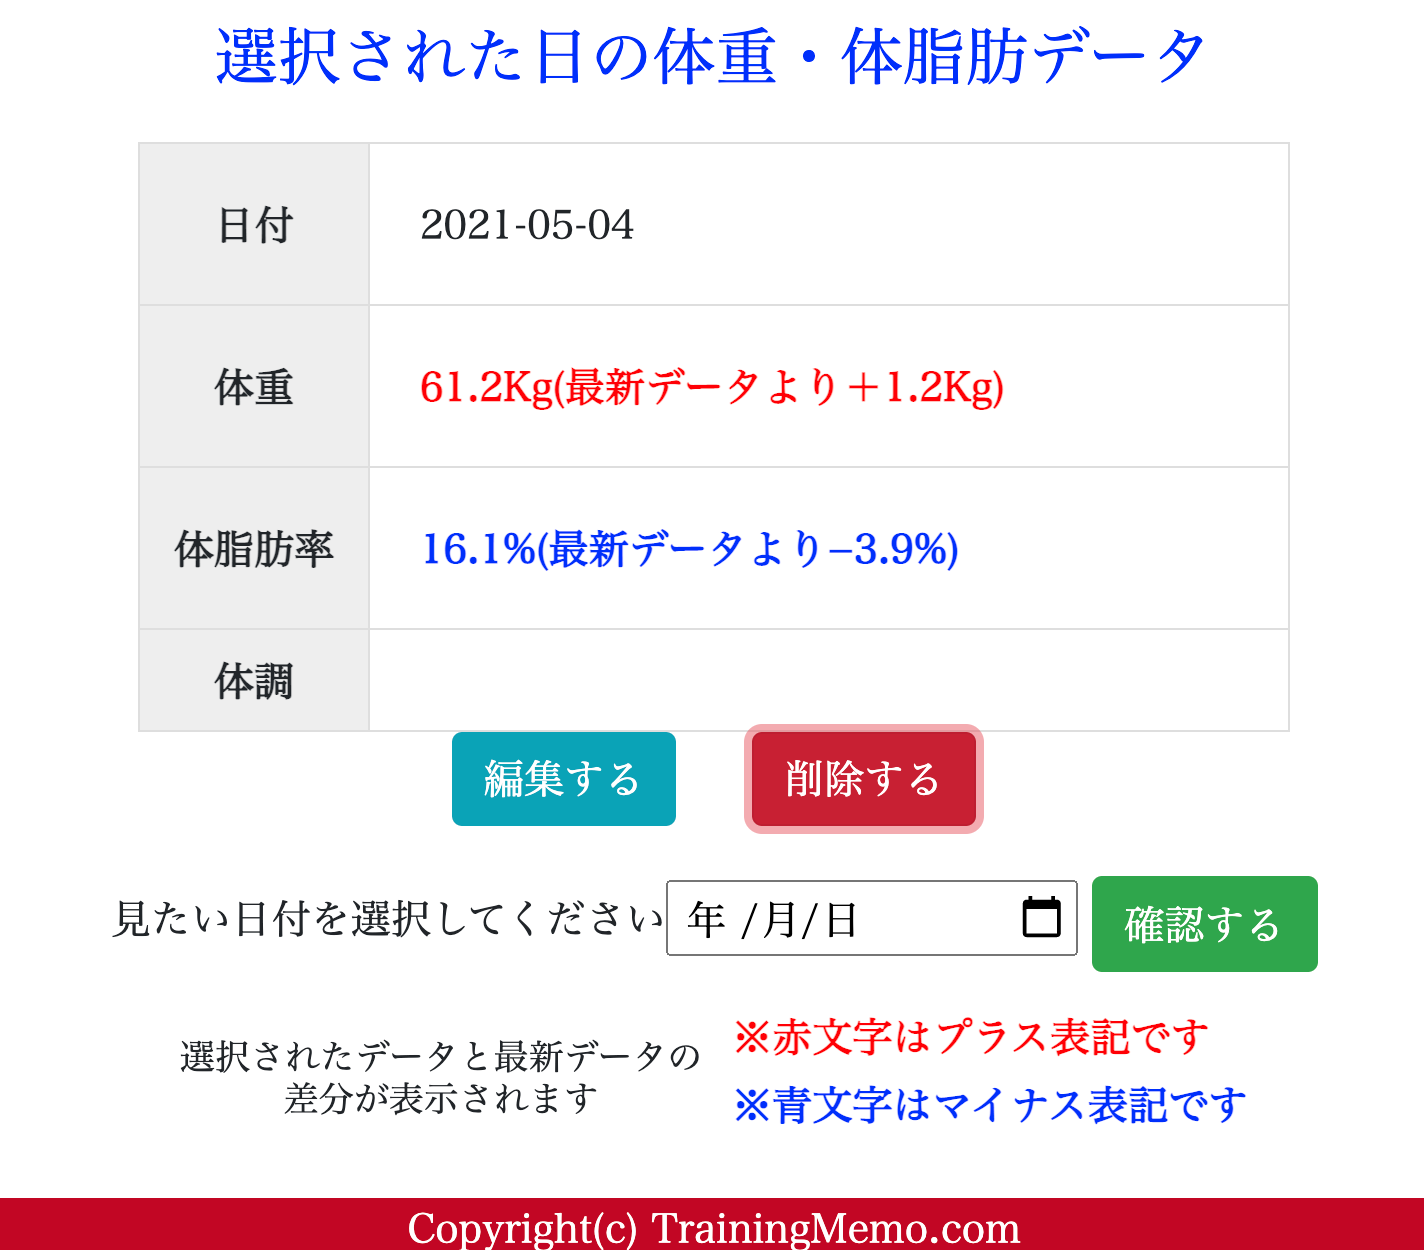 選択された日の体重・体脂肪データ
日付 2021-05-04
体重 61.2Kg(最新データより＋1.2Kg)
体脂肪率 16.1%(最新データより−3.9%)
体調
編集する 削除する
見たい日付を選択してください 年 /月/日 確認する
選択されたデータと最新データの
差分が表示されます
※赤文字はプラス表記です
※青文字はマイナス表記です
Copyright(c) TrainingMemo.com